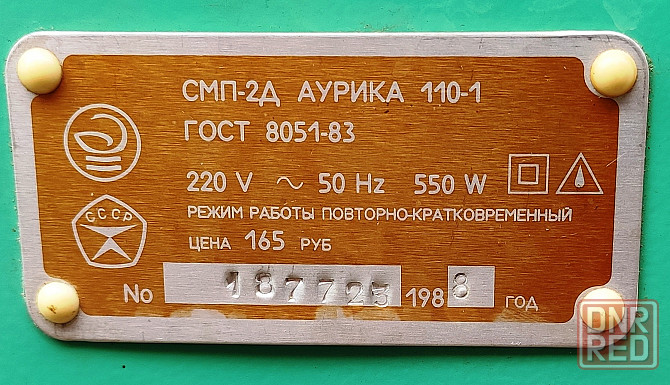 СМП-2Д АУРИКА 110-1
ГОСТ 8051-83
220 V ~ 50 Hz 550 W
СССР
РЕЖИМ РАБОТЫ ПОВТОРНО-КРАТКОВРЕМЕННЫЙ
ЦЕНА 165 РУБ
No 187723 1988 год
DNR
RED